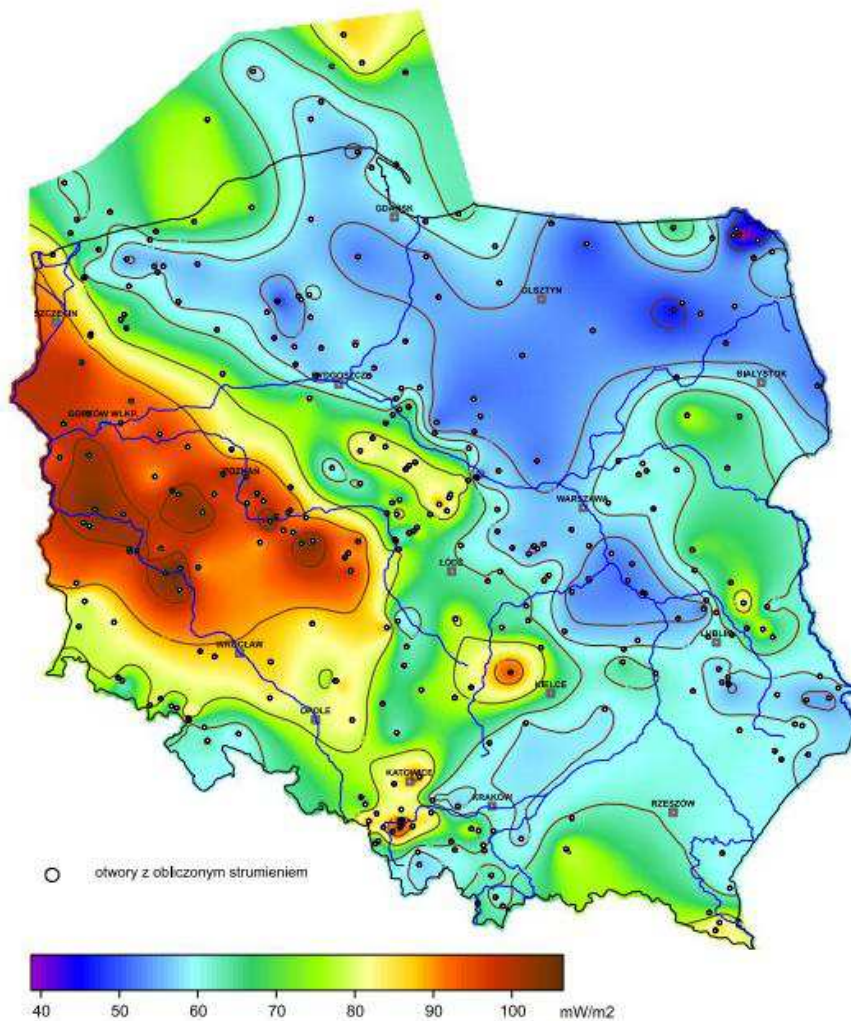 GDAŃSK
OLSZTYN
SZCZECIN
BYDGOSZCZ
BIAŁYSTOK
GORZÓW WLKP.
POZNAŃ
WARSZAWA
ŁÓDŹ
LUBLIN
WROCŁAW
KIELCE
OPOLE
KATOWICE
KRAKÓW
RZESZÓW
otwory z obliczonym strumieniem
40 50 60 70 80 90 100 mW/m2